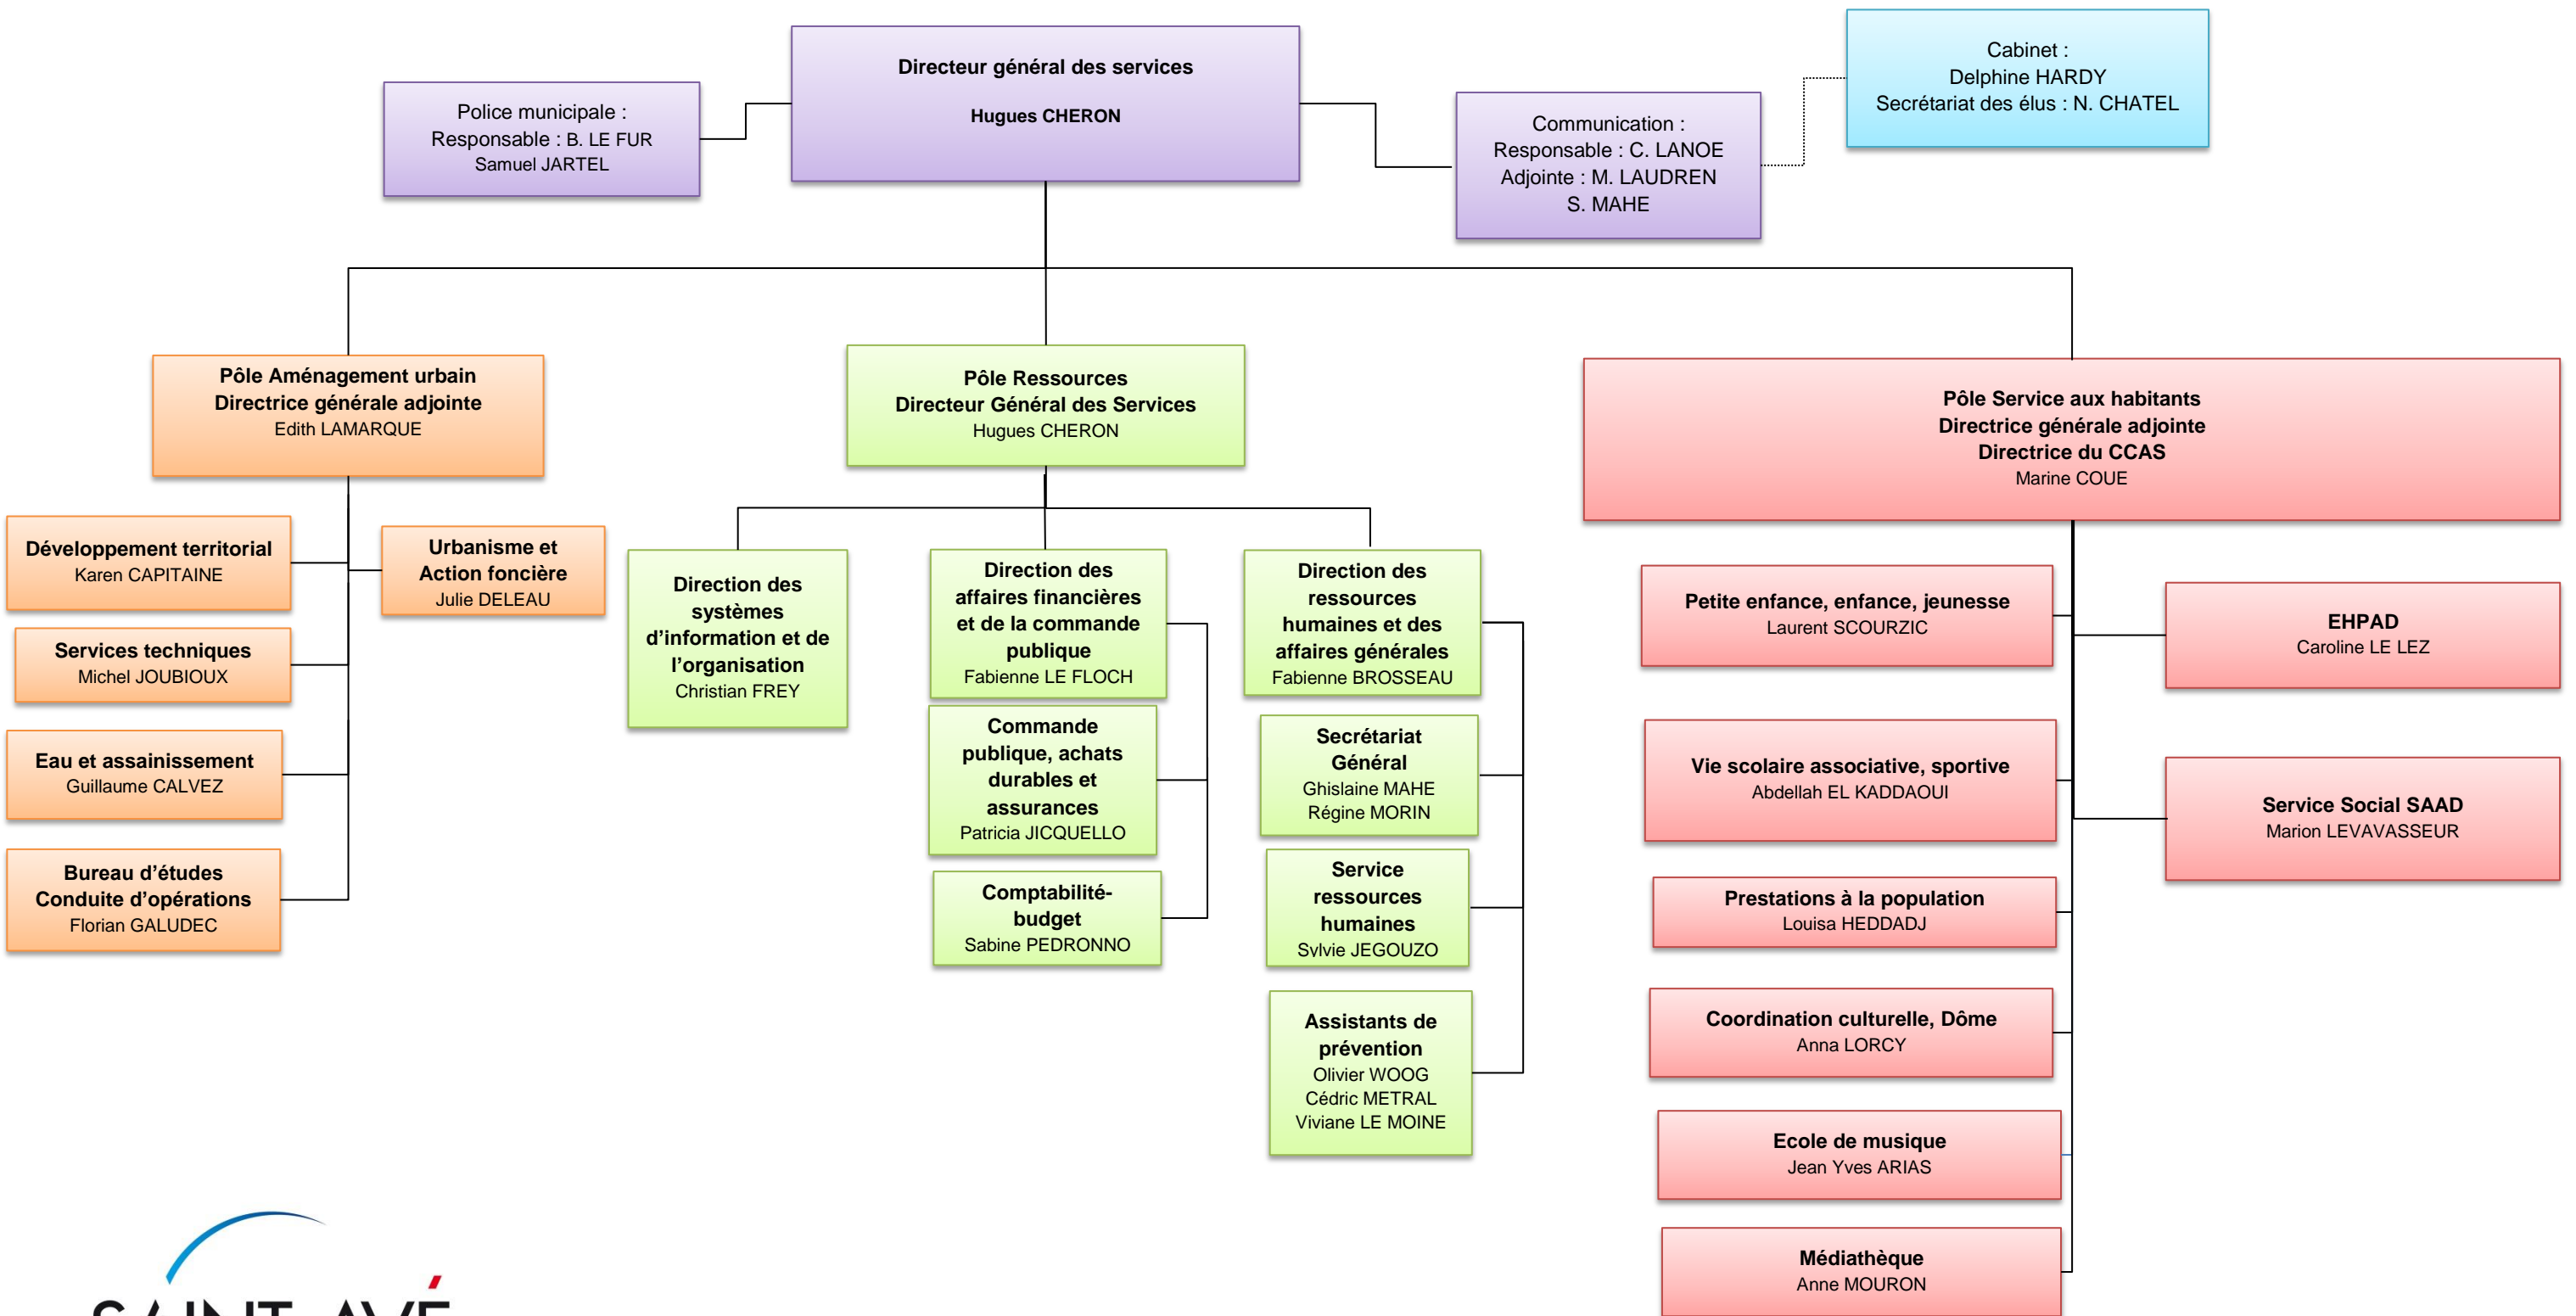 Directeur général des services
Hugues CHERON
Police municipale :
Responsable : B. LE FUR
Samuel JARTEL
Communication :
Responsable : C. LANOE
Adjointe : M. LAUDREN
S. MAHE
Cabinet :
Delphine HARDY
Secrétariat des élus : N. CHATEL
Pôle Aménagement urbain
Directrice générale adjointe
Edith LAMARQUE
Développement territorial
Karen CAPITAINE
Urbanisme et
Action foncière
Julie DELEAU
Services techniques
Michel JOUBIOUX
Eau et assainissement
Guillaume CALVEZ
Bureau d’études
Conduite d’opérations
Florian GALUDEC
Pôle Ressources
Directeur Général des Services
Hugues CHERON
Direction des
systèmes
d’information et de
l’organisation
Christian FREY
Direction des
affaires financières
et de la commande
publique
Fabienne LE FLOCH
Commande
publique, achats
durables et
assurances
Patricia JICQUELLO
Comptabilité-
budget
Sabine PEDRONNO
Direction des
ressources
humaines et des
affaires générales
Fabienne BROSSEAU
Secrétariat
Général
Ghislaine MAHE
Régine MORIN
Service
ressources
humaines
Sylvie JEGOUZO
Assistants de
prévention
Olivier WOOG
Cédric METRAL
Viviane LE MOINE
Pôle Service aux habitants
Directrice générale adjointe
Directrice du CCAS
Marine COUE
Petite enfance, enfance, jeunesse
Laurent SCOURZIC
EHPAD
Caroline LE LEZ
Vie scolaire associative, sportive
Abdellah EL KADDAOUI
Service Social SAAD
Marion LEVAVASSEUR
Prestations à la population
Louisa HEDDADJ
Coordination culturelle, Dôme
Anna LORCY
Ecole de musique
Jean Yves ARIAS
Médiathèque
Anne MOURON
SAINT-AVÉ